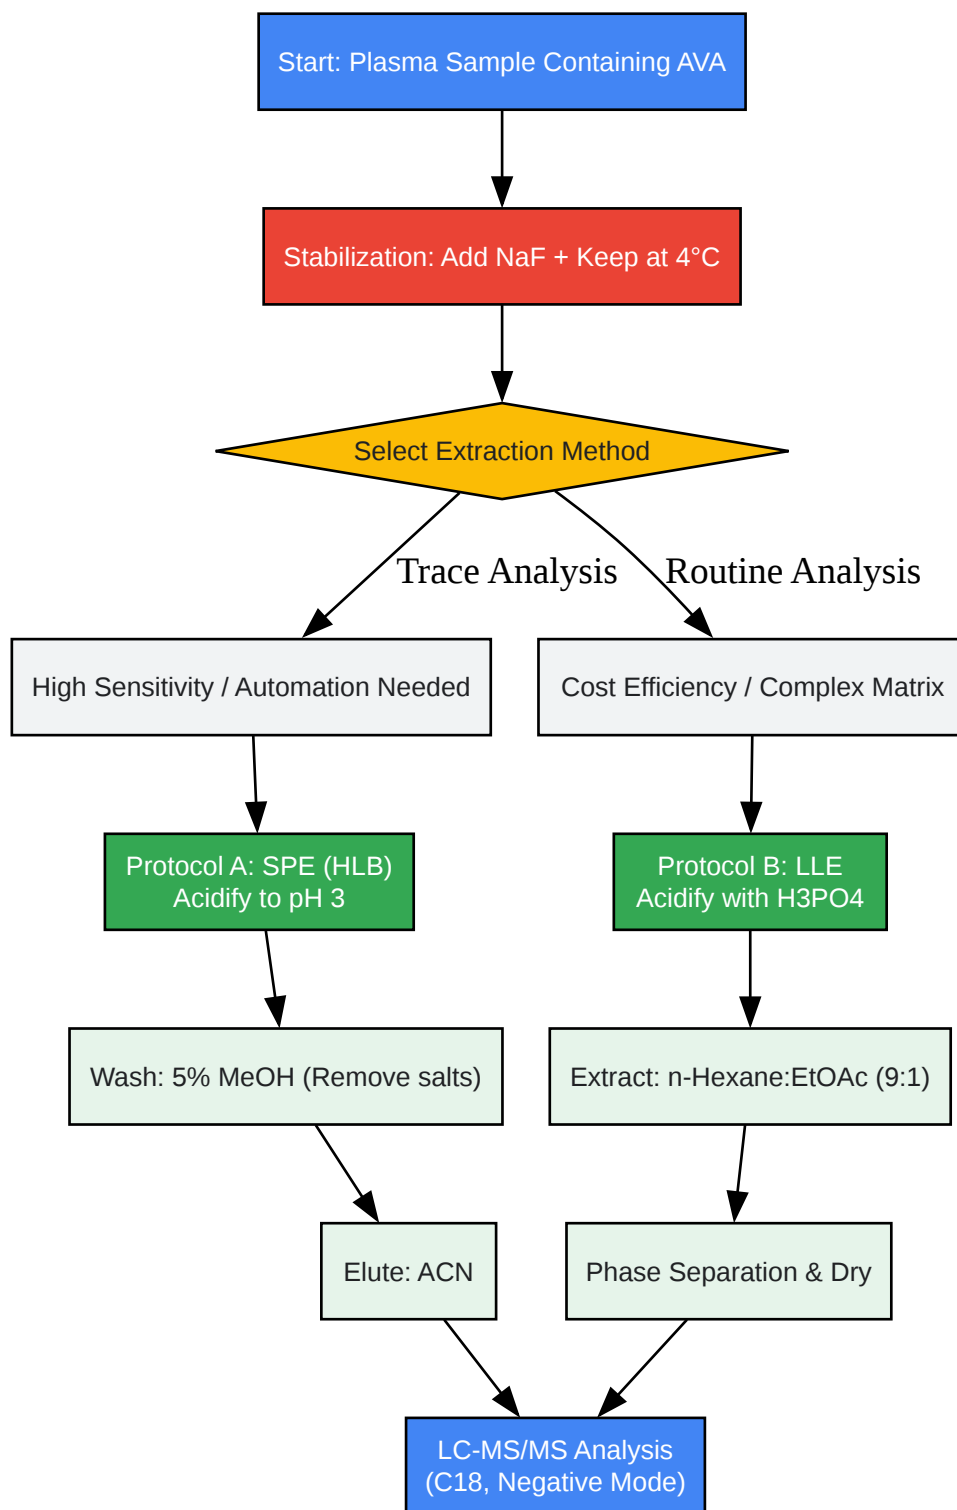 Start: Plasma Sample Containing AVA
Stabilization: Add NaF + Keep at 4°C
Select Extraction Method
Trace Analysis
Routine Analysis
High Sensitivity / Automation Needed
Cost Efficiency / Complex Matrix
Protocol A: SPE (HLB)
Acidify to pH 3
Protocol B: LLE
Acidify with H3PO4
Wash: 5% MeOH (Remove salts)
Extract: n-Hexane:EtOAc (9:1)
Elute: ACN
Phase Separation & Dry
LC-MS/MS Analysis
(C18, Negative Mode)